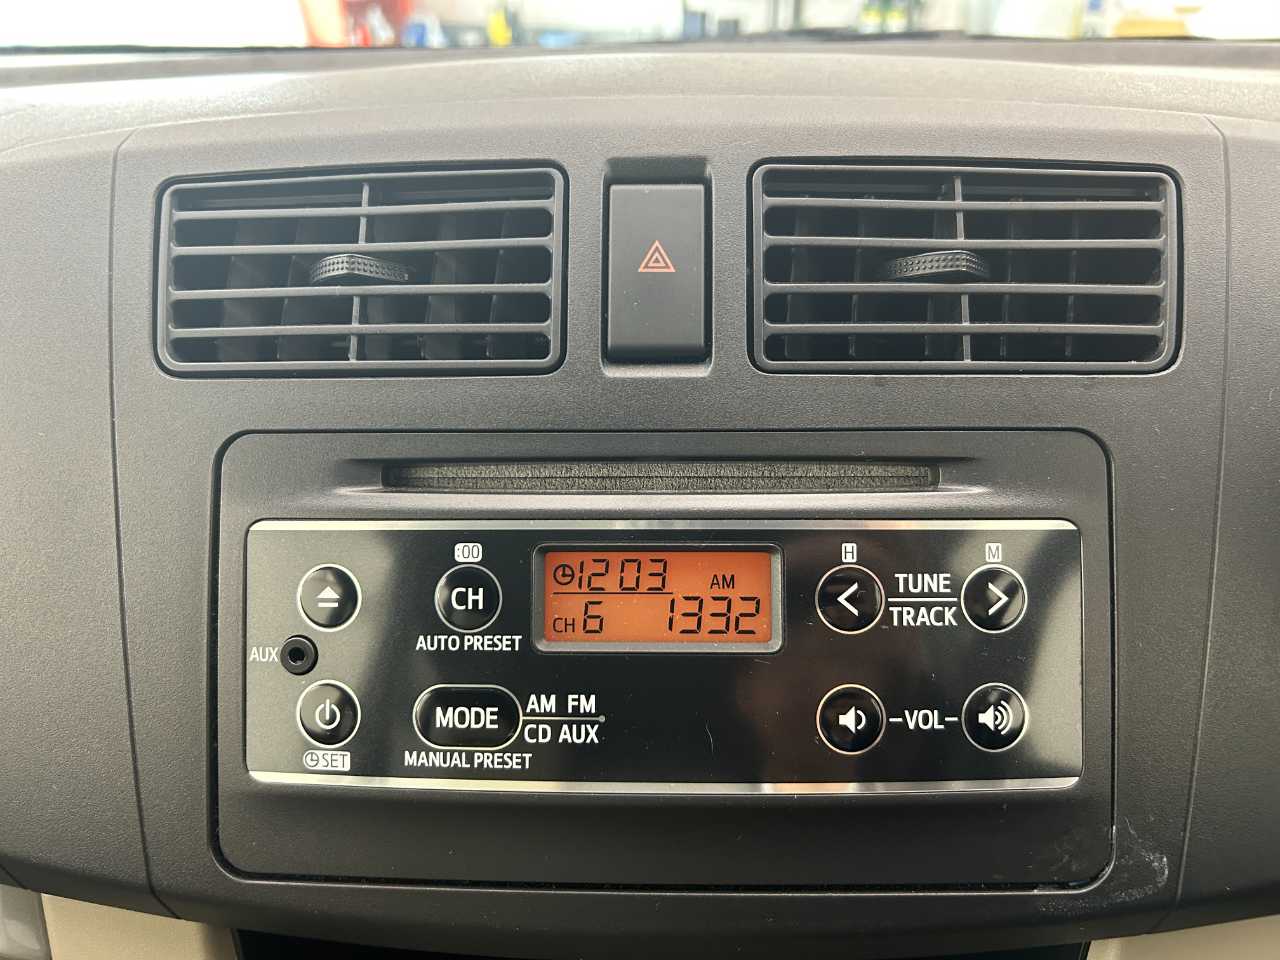 :00
H
M
CH
12 03
AM
CH 6 1332
TUNE
TRACK
AUTO PRESET
AUX
MODE
AM FM
CD AUX
VOL
SET
MANUAL PRESET